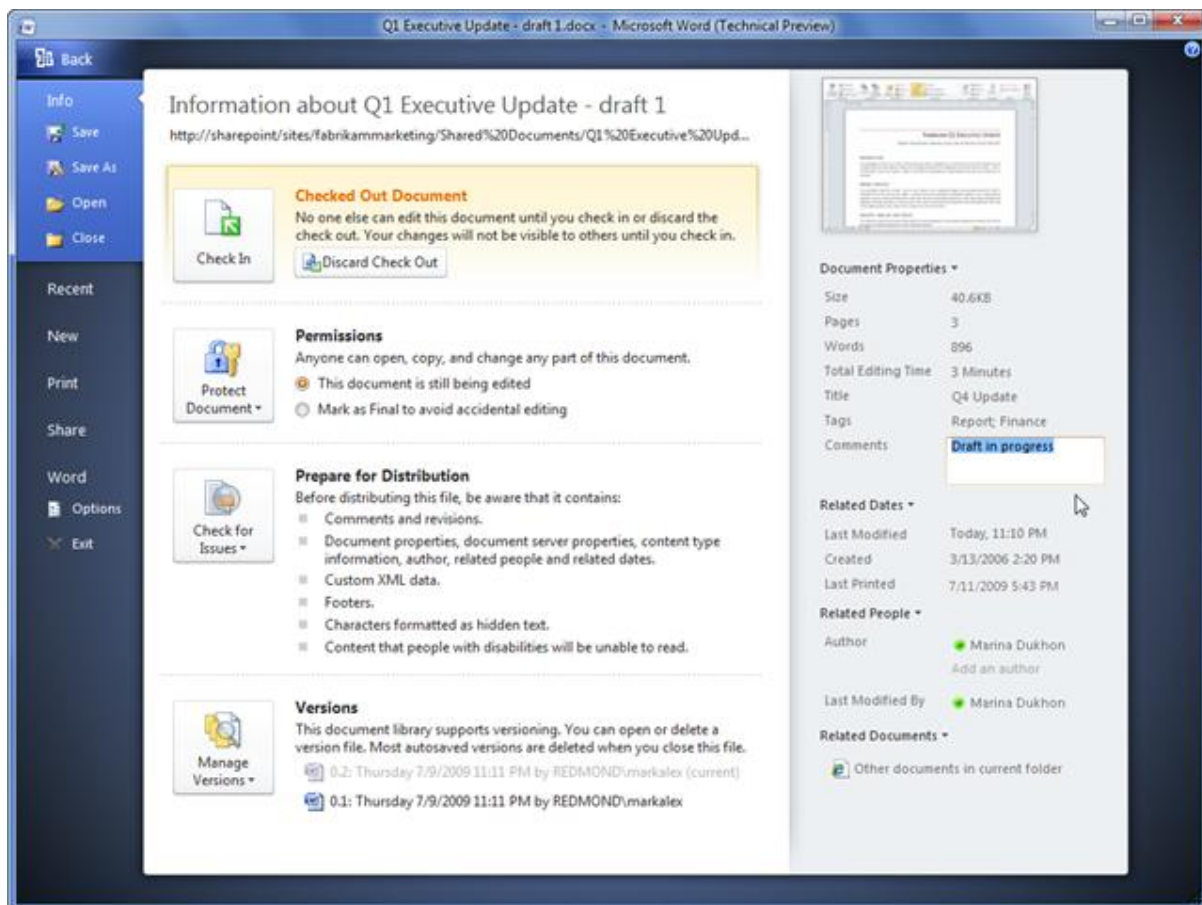 Q1 Executive Update - draft 1.docx - Microsoft Word (Technical Preview)
Back
Info
Save
Save As
Open
Close
Recent
New
Print
Share
Word
Options
Exit
Information about Q1 Executive Update - draft 1
http://sharepoint/sites/fabrikammarketing/Shared%20Documents/Q1%20Executive%20Upd...
Check In
Checked Out Document
No one else can edit this document until you check in or discard the
check out. Your changes will not be visible to others until you check in.
Discard Check Out
Protect
Document
Permissions
Anyone can open, copy, and change any part of this document.
This document is still being edited
Mark as Final to avoid accidental editing
Check for
Issues
Prepare for Distribution
Before distributing this file, be aware that it contains:
Comments and revisions.
Document properties, document server properties, content type
information, author, related people and related dates.
Custom XML data.
Footers.
Characters formatted as hidden text.
Content that people with disabilities will be unable to read.
Manage
Versions
Versions
This document library supports versioning. You can open or delete a
version file. Most autosaved versions are deleted when you close this file.
0.2: Thursday 7/9/2009 11:11 PM by REDMOND\markalex (current)
0.1: Thursday 7/9/2009 11:11 PM by REDMOND\markalex
Document Properties
Size 40.6KB
Pages 3
Words 896
Total Editing Time 3 Minutes
Title Q4 Update
Tags Report; Finance
Comments Draft in progress
Related Dates
Last Modified Today, 11:10 PM
Created 3/13/2006 2:20 PM
Last Printed 7/11/2009 5:43 PM
Related People
Author Marina Dukhon
Add an author
Last Modified By Marina Dukhon
Related Documents
Other documents in current folder